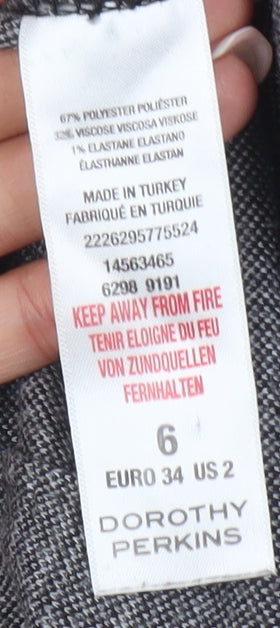 67% POLYESTER POLIÉSTER
32% VISCOSE VISCOSA VISKOSE
1% ELASTANE ELASTANO
ÉLASTHANNE ELASTAN
MADE IN TURKEY
FABRIQUÉ EN TURQUIE
2226295775524
14563465
6298 9191
KEEP AWAY FROM FIRE
TENIR ELOIGNE DU FEU
VON ZUNDQUELLEN
FERNHALTEN
6
EURO 34 US 2
DOROTHY
PERKINS